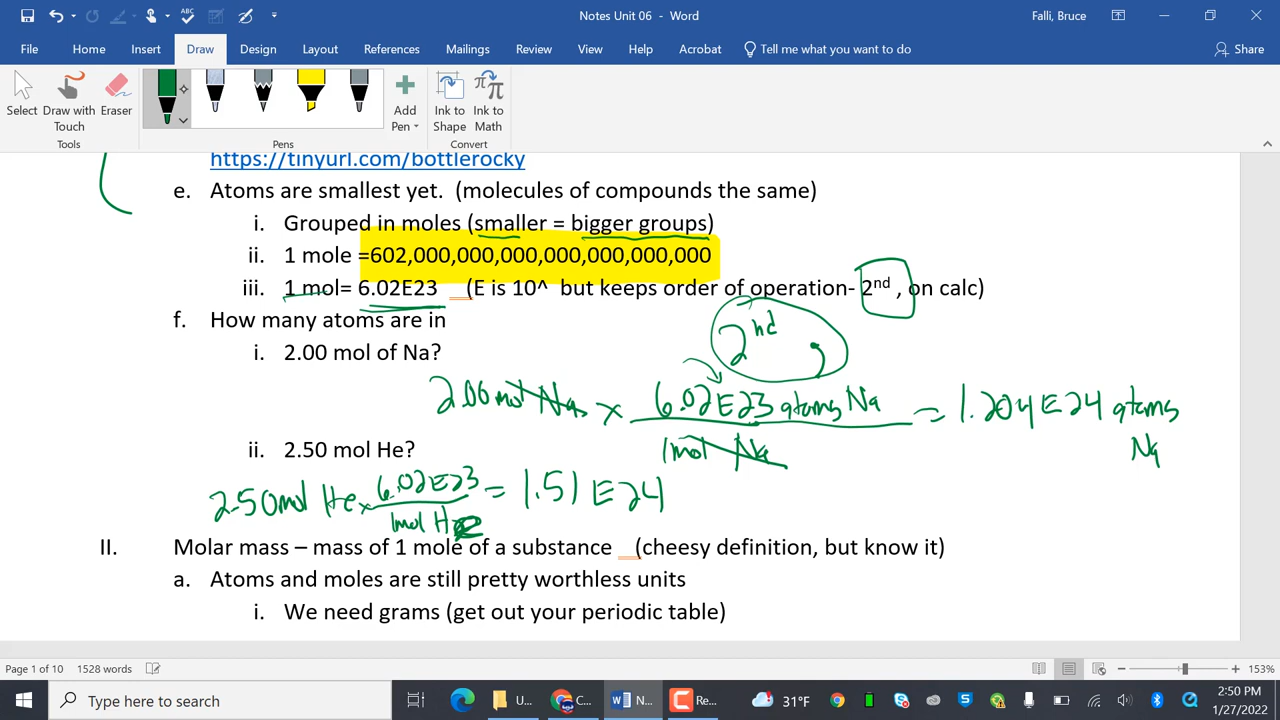 Notes Unit 06 - Word
Falli, Bruce
File Home Insert Draw Design Layout References Mailings Review View Help Acrobat Tell me what you want to do Share
Select Draw with Touch Eraser Add Pen Ink to Shape Ink to Math
Tools Pens Convert
https://tinyurl.com/bottlerocky
e. Atoms are smallest yet. (molecules of compounds the same)
i. Grouped in moles (smaller = bigger groups)
ii. 1 mole =602,000,000,000,000,000,000,000
iii. 1 mol= 6.02E23 _(E is 10^ but keeps order of operation- 2nd , on calc)
f. How many atoms are in
2nd ,
i. 2.00 mol of Na?
2.00 mol Na x 6.02E23 atoms Na = 1.204E24 atoms Na
1mol Na
ii. 2.50 mol He?
2.50mol He x 6.02E23 = 1.51 E24
1mol He
II. Molar mass – mass of 1 mole of a substance _(cheesy definition, but know it)
a. Atoms and moles are still pretty worthless units
i. We need grams (get out your periodic table)
Page 1 of 10 1528 words 153%
Type here to search U... C... N... Re... 31°F 2:50 PM
1/27/2022